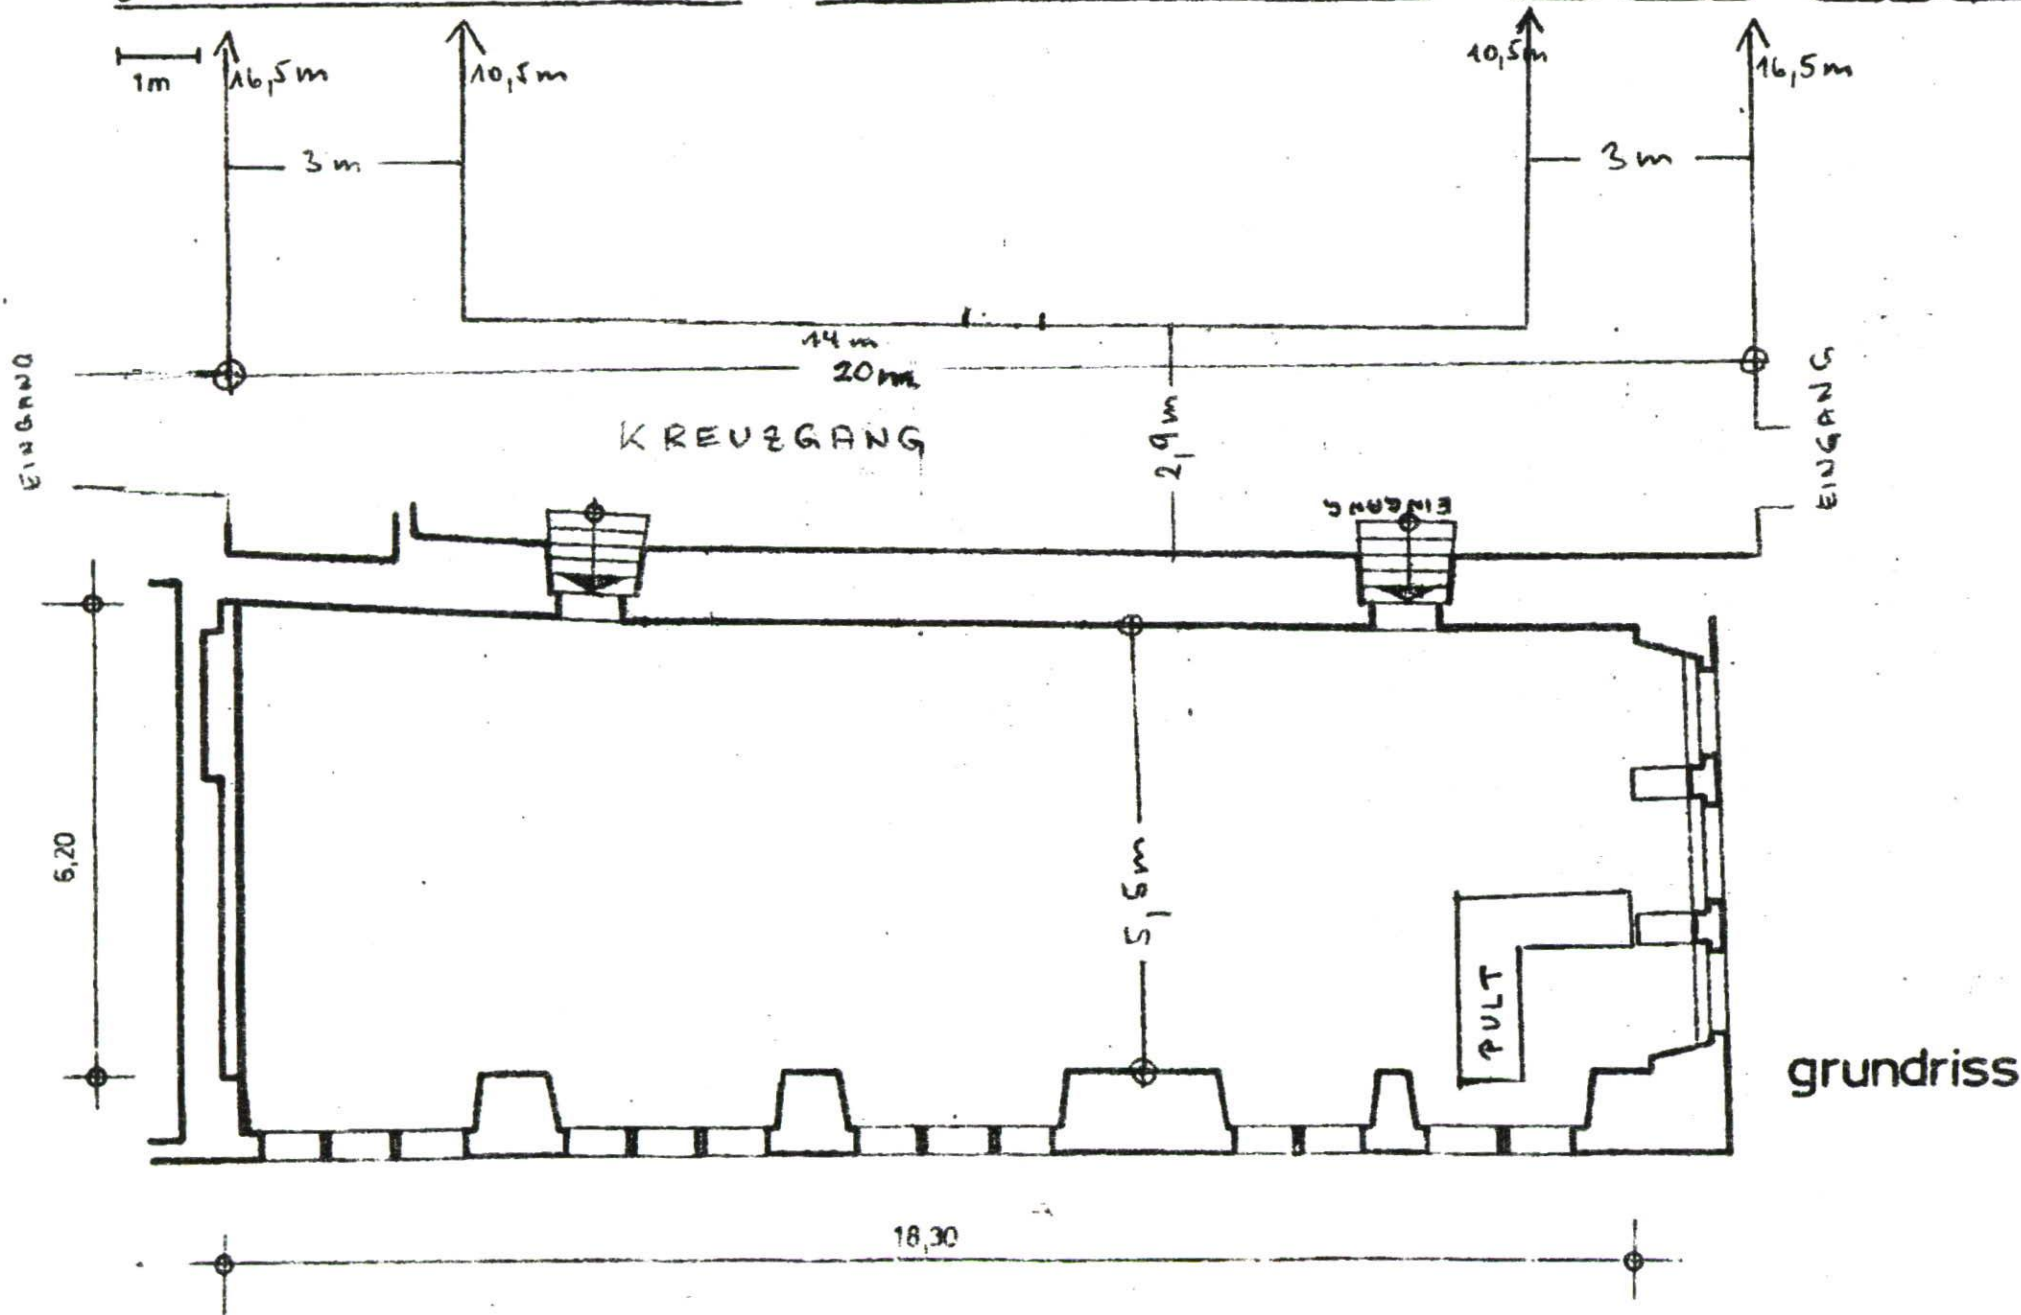 1m
16,5m
10,5m
10,5m
16,5m
3m
3m
14m
20m
KREUZGANG
2,9m
EINGANG
EINGANG
EINGANG
5,6m
6,20
PULT
grundriss
18,30